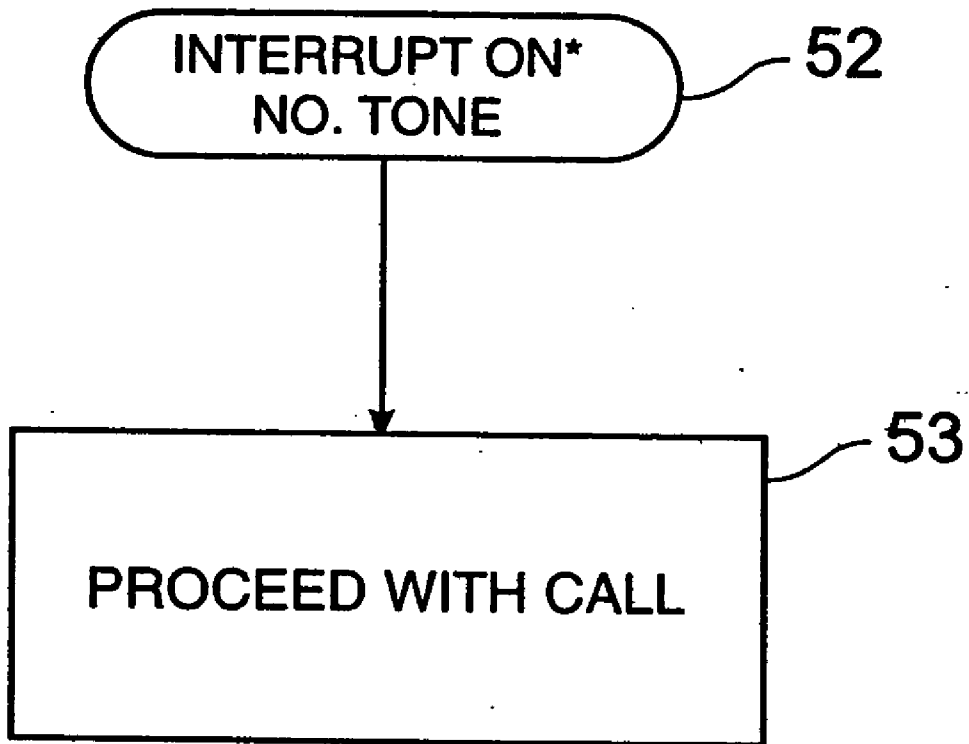 INTERRUPT ON*
NO. TONE
52
53
PROCEED WITH CALL